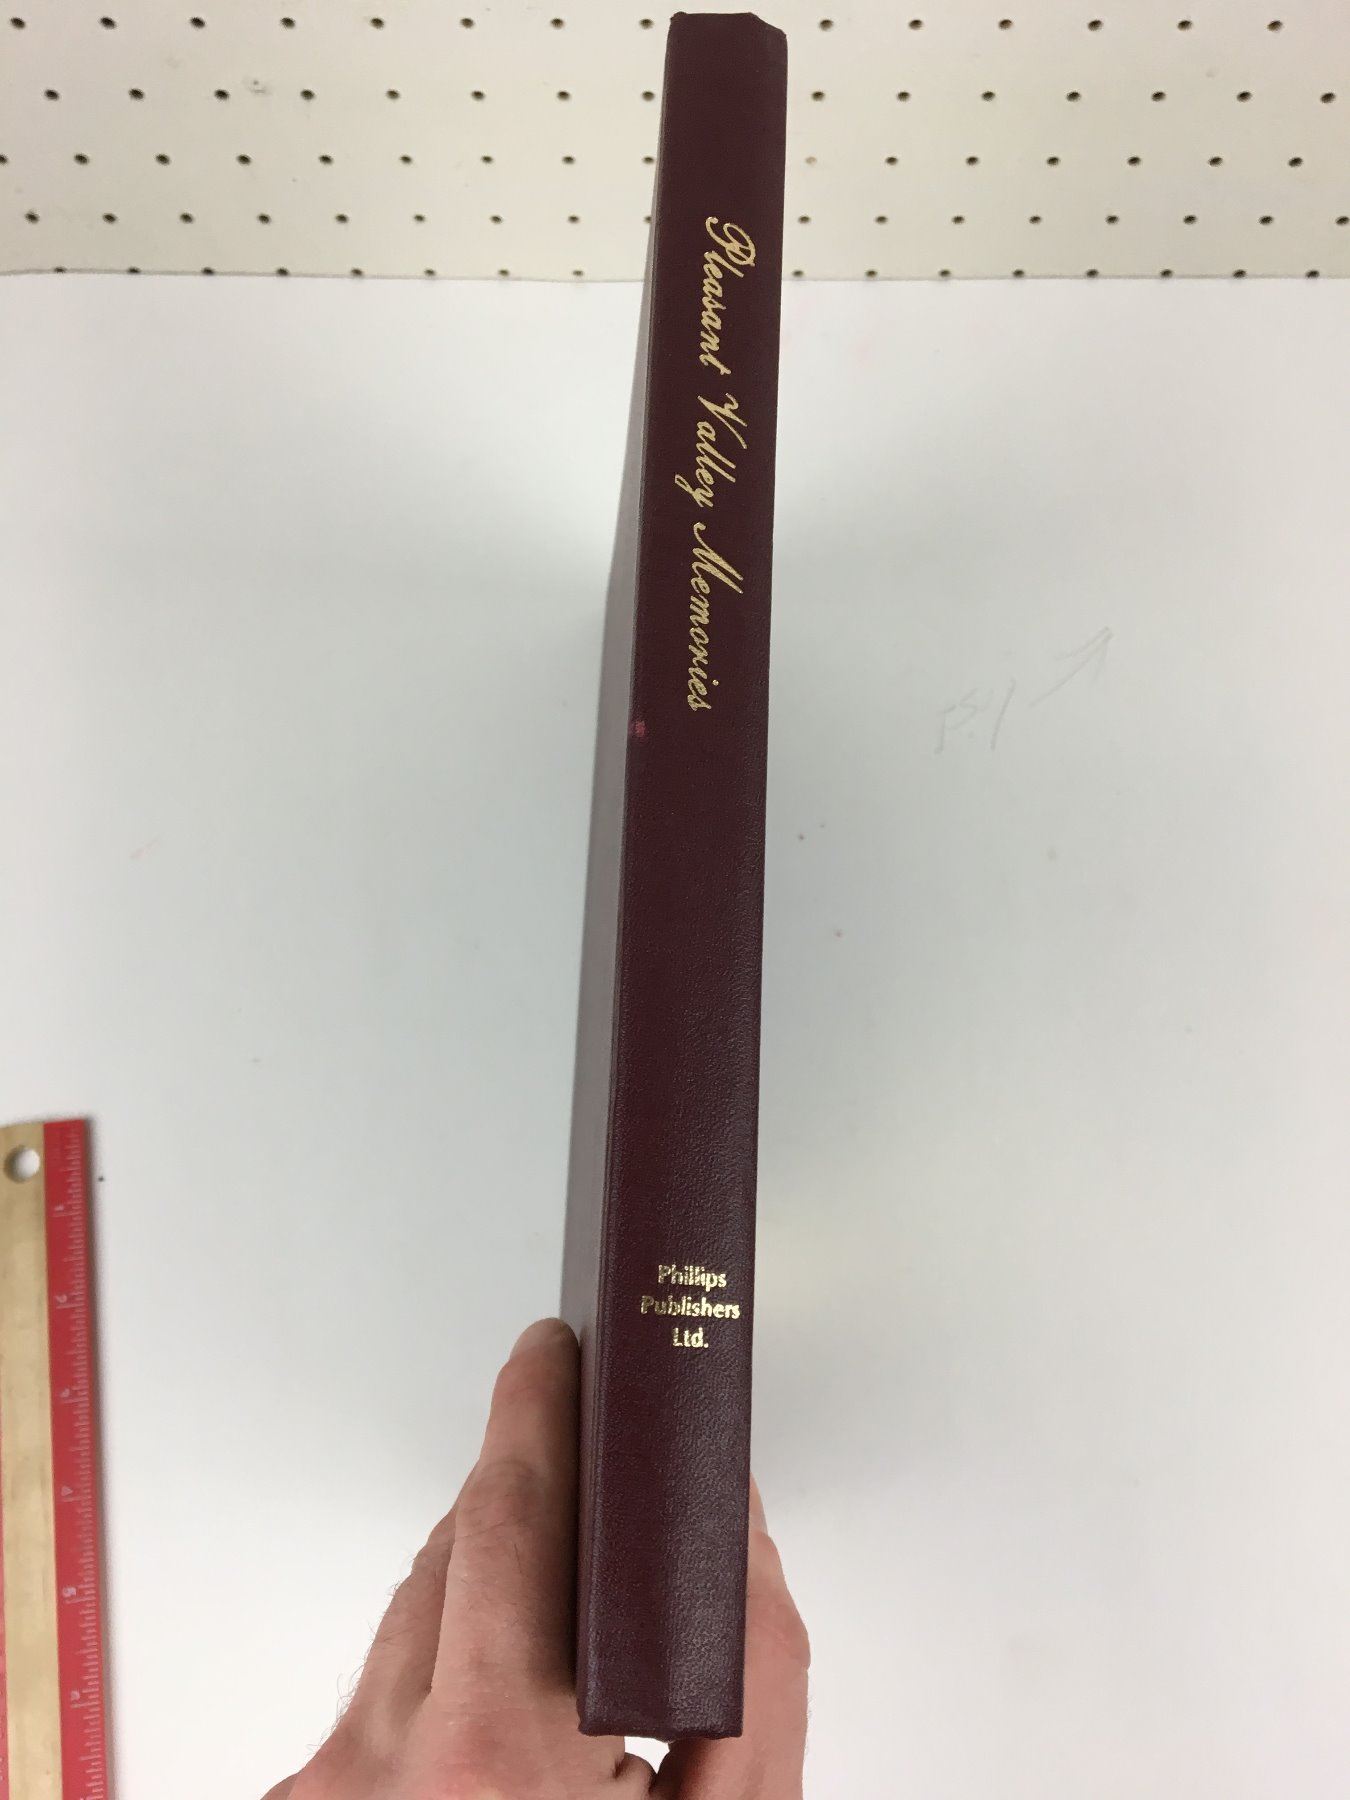 Pleasant Valley Memories
Phillips
Publishers
Ltd.